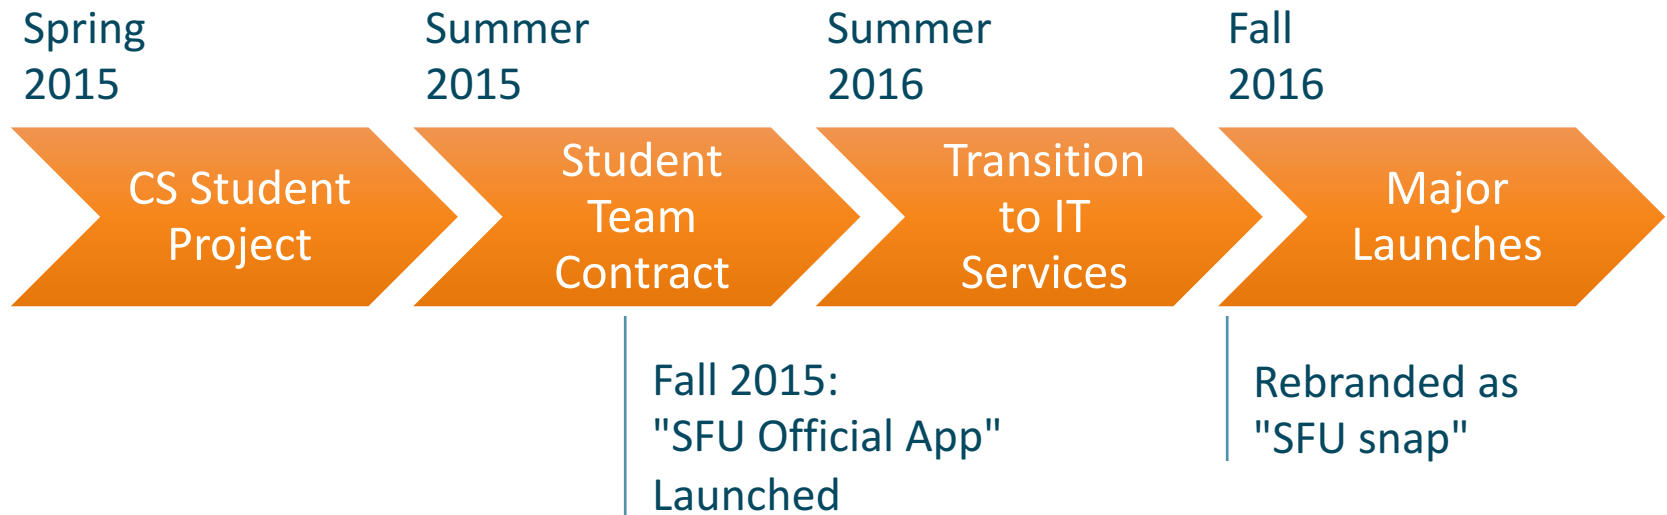 Spring
2015
Summer
2015
Summer
2016
Fall
2016
CS Student
Project
Student
Team
Contract
Transition
to IT
Services
Major
Launches
Fall 2015:
"SFU Official App"
Launched
Rebranded as
"SFU snap"